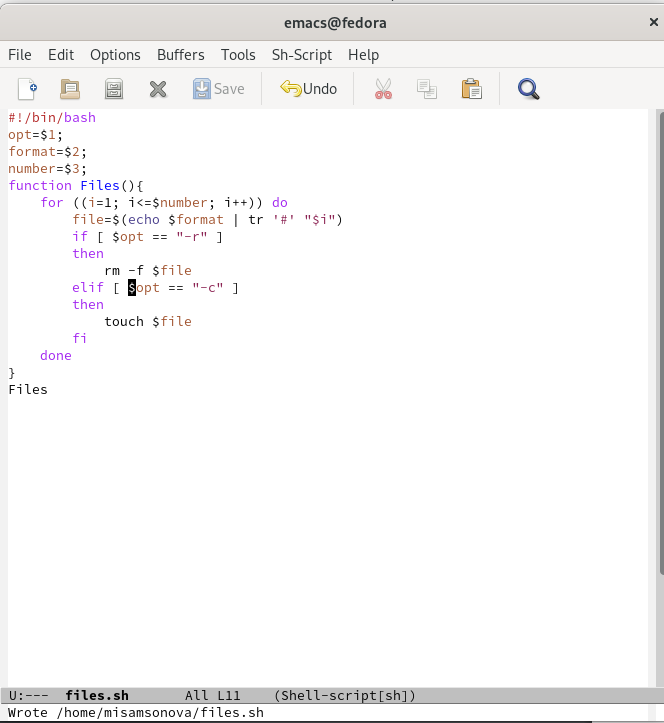 emacs@fedora
File Edit Options Buffers Tools Sh-Script Help
Save Undo
#!/bin/bash
opt=$1;
format=$2;
number=$3;
function Files(){
    for ((i=1; i<=$number; i++)) do
        file=$(echo $format | tr '#' "$i")
        if [ $opt == "-r" ]
        then
            rm -f $file
        elif [ $opt == "-c" ]
        then
            touch $file
        fi
    done
}
Files
U:---  files.sh       All L11    (Shell-script[sh])
Wrote /home/misamsonova/files.sh